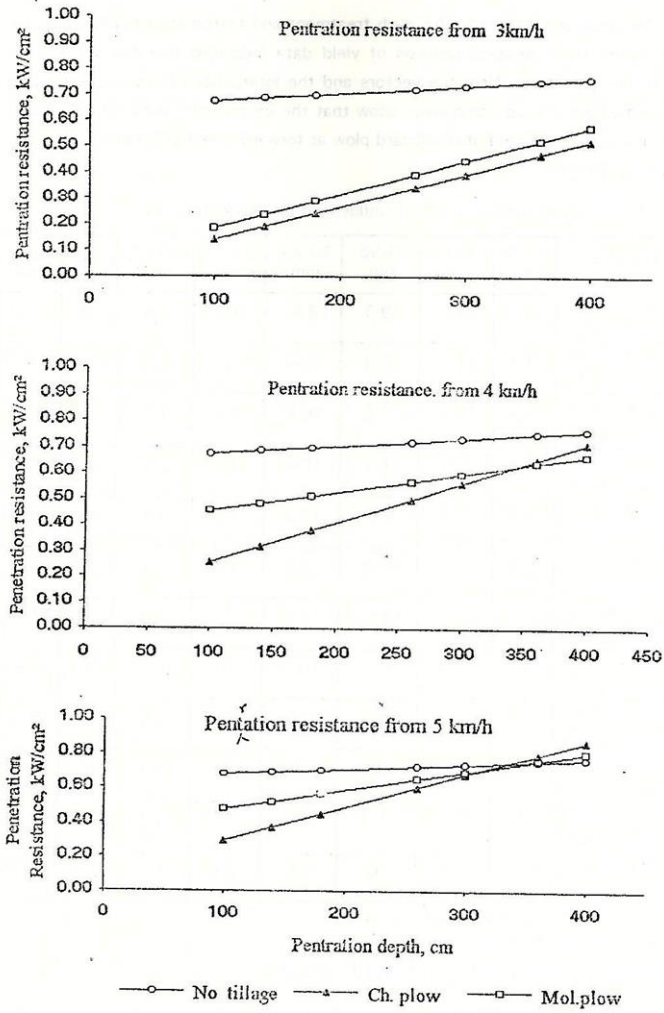 Pentration resistance from 3km/h
Pentration resistance, kW/cm²
1.00
0.90
0.80
0.70
0.60
0.50
0.40
0.30
0.20
0.10
0.00
0 100 200 300 400
Pentration resistance. from 4 km/h
Penetration resistance, kW/cm²
1.00
0.90
0.80
0.70
0.60
0.50
0.40
0.30
0.20
0.10
0.00
0 50 100 150 200 250 300 350 400 450
Pentation resistance from 5 km/h
Penetration
Resistance, kW/cm²
1.00
0.80
0.60
0.40
0.20
0.00
0 100 200 300 400
Pentration depth, cm
No tillage Ch. plow Mol.plow